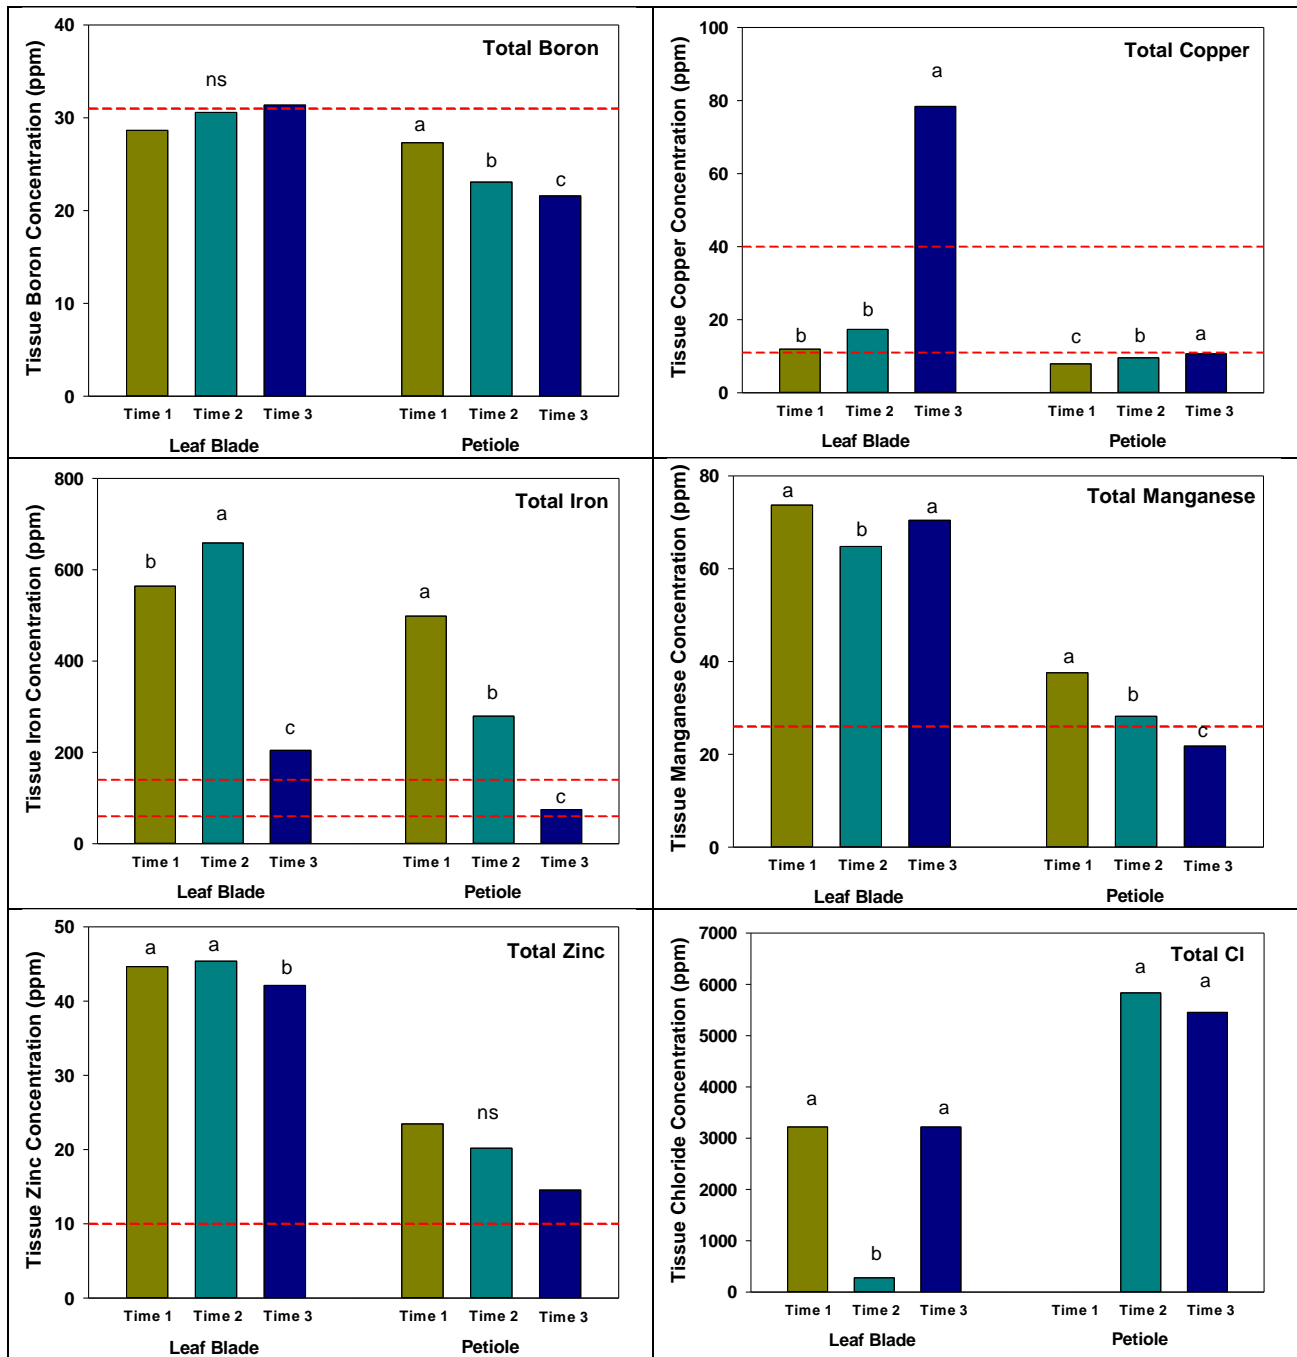 Total Boron
Tissue Boron Concentration (ppm)
40
30
20
10
0
ns
a
b
c
Time 1 Time 2 Time 3 Time 1 Time 2 Time 3
Leaf Blade Petiole
Total Copper
Tissue Copper Concentration (ppm)
100
80
60
40
20
0
b
b
a
c
b
a
Time 1 Time 2 Time 3 Time 1 Time 2 Time 3
Leaf Blade Petiole
Total Iron
Tissue Iron Concentration (ppm)
800
600
400
200
0
b
a
c
a
b
c
Time 1 Time 2 Time 3 Time 1 Time 2 Time 3
Leaf Blade Petiole
Total Manganese
Tissue Manganese Concentration (ppm)
80
60
40
20
0
a
b
a
a
b
c
Time 1 Time 2 Time 3 Time 1 Time 2 Time 3
Leaf Blade Petiole
Total Zinc
Tissue Zinc Concentration (ppm)
50
40
30
20
10
0
a
a
b
ns
Time 1 Time 2 Time 3 Time 1 Time 2 Time 3
Leaf Blade Petiole
Total Cl
Tissue Chloride Concentration (ppm)
7000
6000
5000
4000
3000
2000
1000
0
a
b
a
a
a
Time 1 Time 2 Time 3 Time 1 Time 2 Time 3
Leaf Blade Petiole